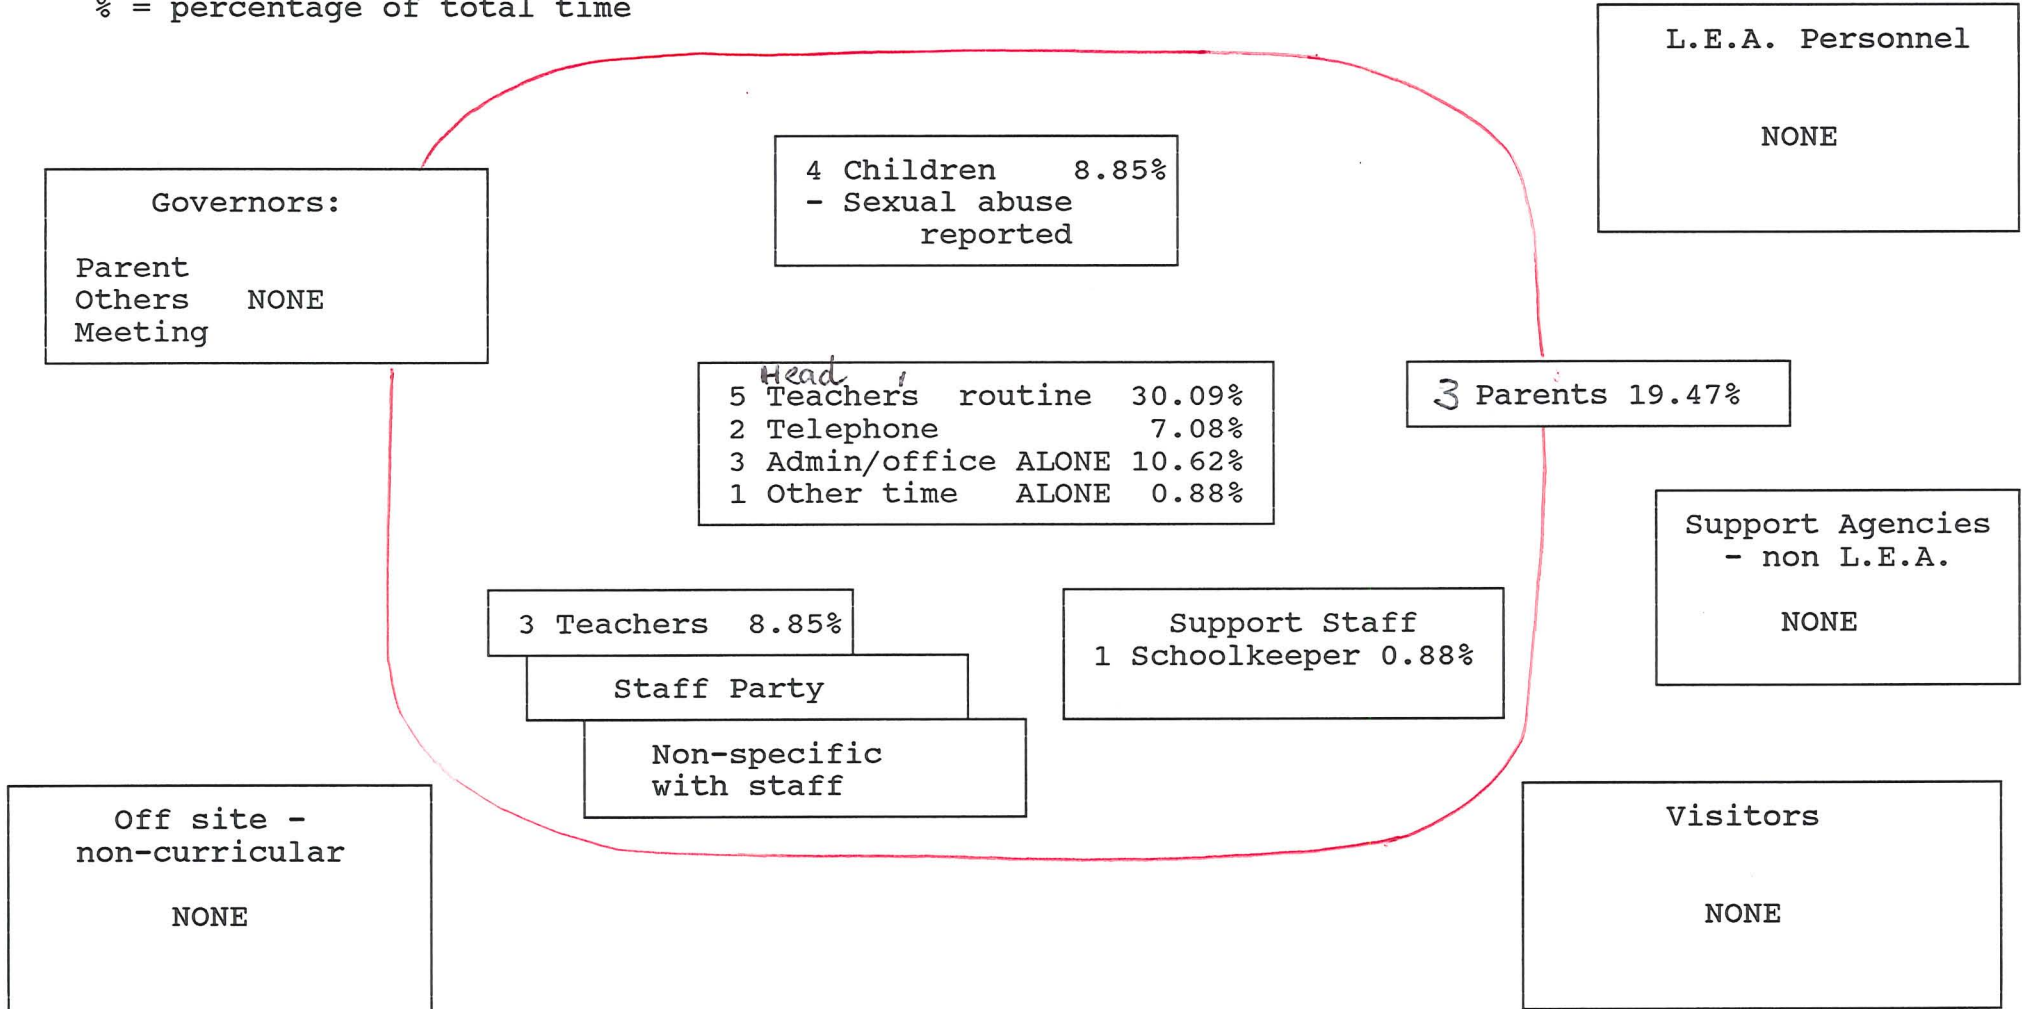 % = percentage of total time
L.E.A. Personnel
NONE
4 Children 8.85%
- Sexual abuse
reported
Governors:
Parent
Others NONE
Meeting
Head '
5 Teachers routine 30.09%
2 Telephone 7.08%
3 Admin/office ALONE 10.62%
1 Other time ALONE 0.88%
3 Parents 19.47%
Support Agencies
- non L.E.A.
NONE
3 Teachers 8.85%
Staff Party
Non-specific
with staff
Support Staff
1 Schoolkeeper 0.88%
Off site -
non-curricular
NONE
Visitors
NONE